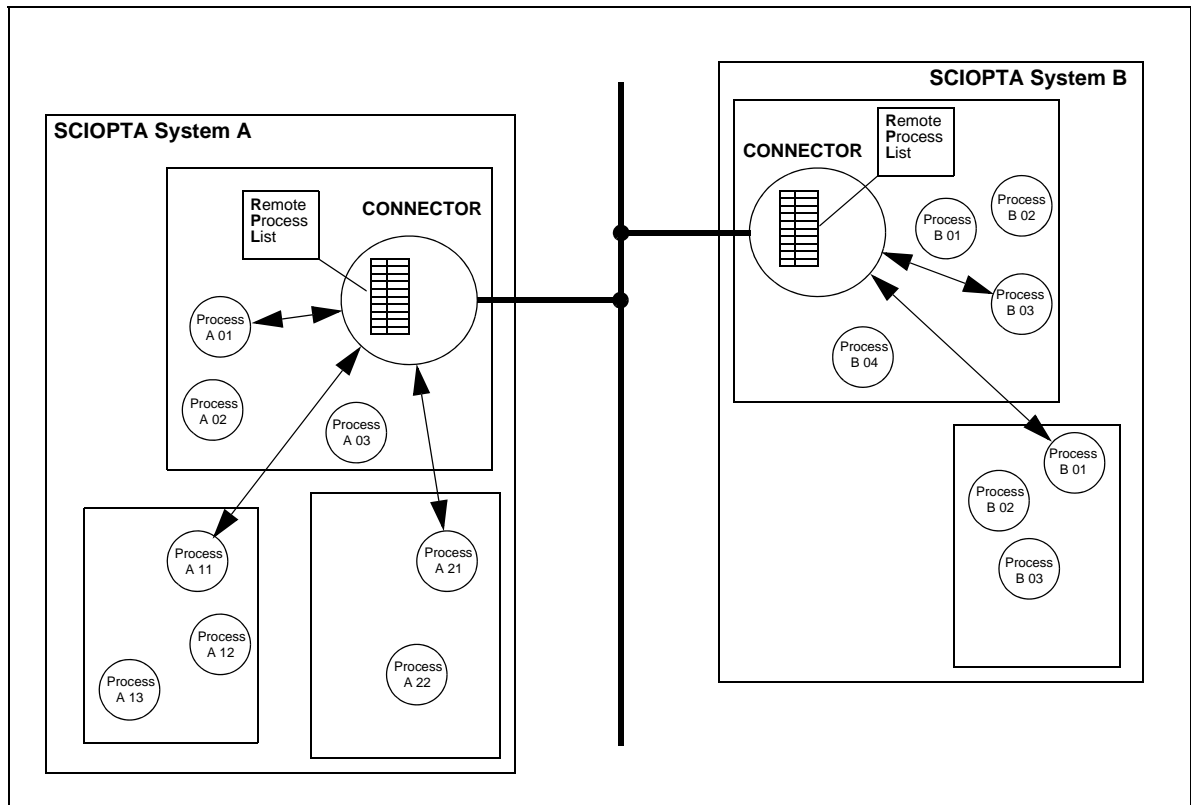 SCIOPTA System A
Remote
Process
List
CONNECTOR
Process
A 01
Process
A 02
Process
A 03
Process
A 11
Process
A 12
Process
A 13
Process
A 21
Process
A 22
SCIOPTA System B
Remote
Process
List
CONNECTOR
Process
B 01
Process
B 02
Process
B 03
Process
B 04
Process
B 01
Process
B 02
Process
B 03